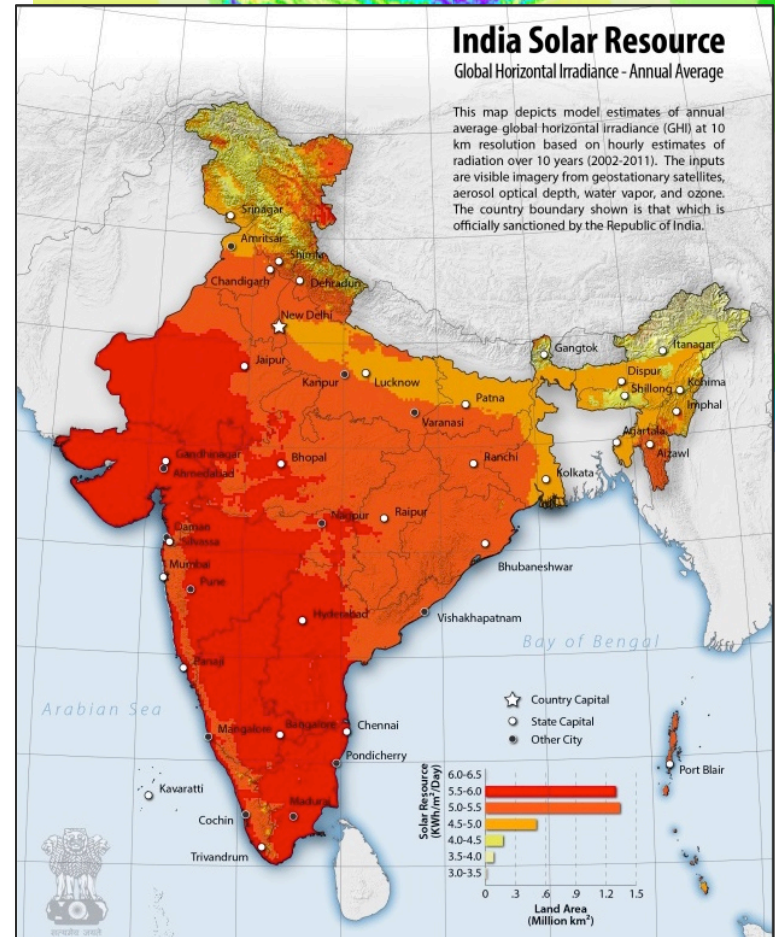 India Solar Resource
Global Horizontal Irradiance - Annual Average
This map depicts model estimates of annual
average global horizontal irradiance (GHI) at 10
km resolution based on hourly estimates of
radiation over 10 years (2002-2011). The inputs
are visible imagery from geostationary satellites,
aerosol optical depth, water vapor, and ozone.
The country boundary shown is that which is
officially sanctioned by the Republic of India.
Srinagar
Amritsar
Shimla
Chandigarh
Dehradun
New Delhi
Jaipur
Kanpur
Lucknow
Gangtok
Itanagar
Dispur
Shillong
Kohima
Imphal
Patna
Varanasi
Agartala
Aizawl
Gandhinagar
Ahmedabad
Bhopal
Ranchi
Kolkata
Nagpur
Raipur
Daman
Silvassa
Bhubaneshwar
Mumbai
Pune
Hyderabad
Vishakhapatnam
Bay of Bengal
Panaji
Arabian Sea
Mangalore
Bangalore
Chennai
Pondicherry
Kavaratti
Cochin
Madurai
Trivandrum
Port Blair
Country Capital
State Capital
Other City
Solar Resource
(KWh/m²/Day)
6.0-6.5
5.5-6.0
5.0-5.5
4.5-5.0
4.0-4.5
3.5-4.0
3.0-3.5
0 .3 .6 .9 1.2 1.5
Land Area
(Million km²)
सत्यमेव जयते